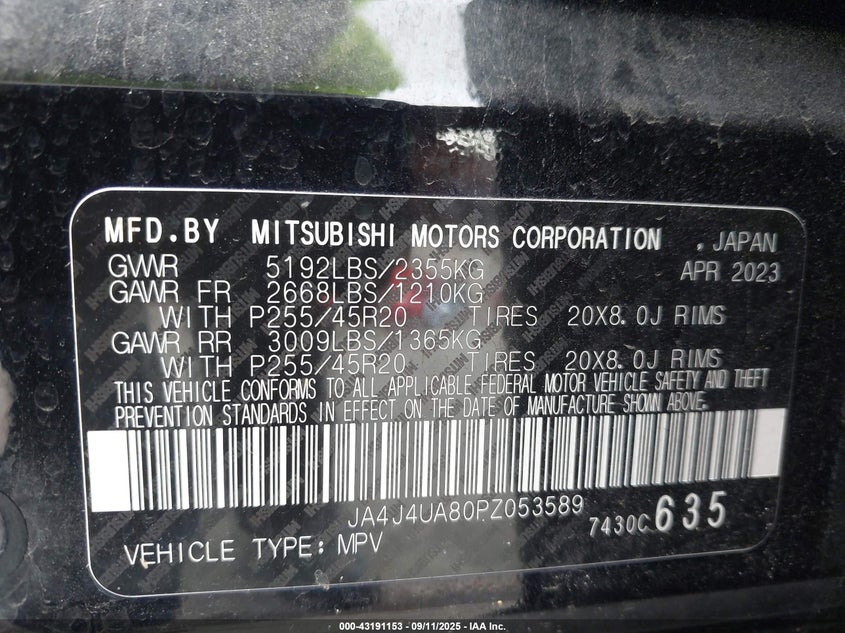 MFD.BY MITSUBISHI MOTORS CORPORATION , JAPAN
GVWR 5192LBS/2355KG APR 2023
GAWR FR 2668LBS/1210KG
WITH P255/45R20 TIRES 20X8.0J RIMS
GAWR RR 3009LBS/1365KG
WITH P255/45R20 TIRES 20X8.0J RIMS
THIS VEHICLE CONFORMS TO ALL APPLICABLE FEDERAL MOTOR VEHICLE SAFETY AND THEFT
PREVENTION STANDARDS IN EFFECT ON THE DATE OF MANUFACTURE SHOWN ABOVE.
JA4J4UA80PZ053589
7430C635
VEHICLE TYPE: MPV
000-43191153 - 09/11/2025 - IAA Inc.